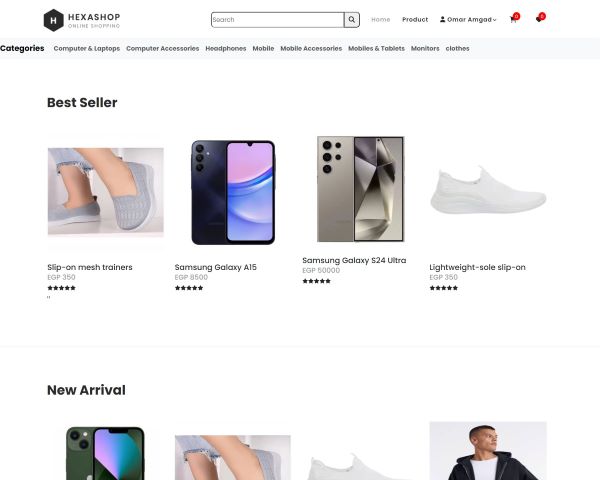 H HEXASHOP
ONLINE SHOPPING
Search
Home Product Omar Amgad 0 0
Categories Computer & Laptops Computer Accessories Headphones Mobile Mobile Accessories Mobiles & Tablets Monitors clothes
Best Seller
Slip-on mesh trainers
EGP 350
Samsung Galaxy A15
EGP 8500
Samsung Galaxy S24 Ultra
EGP 50000
Lightweight-sole slip-on
EGP 350
"
New Arrival